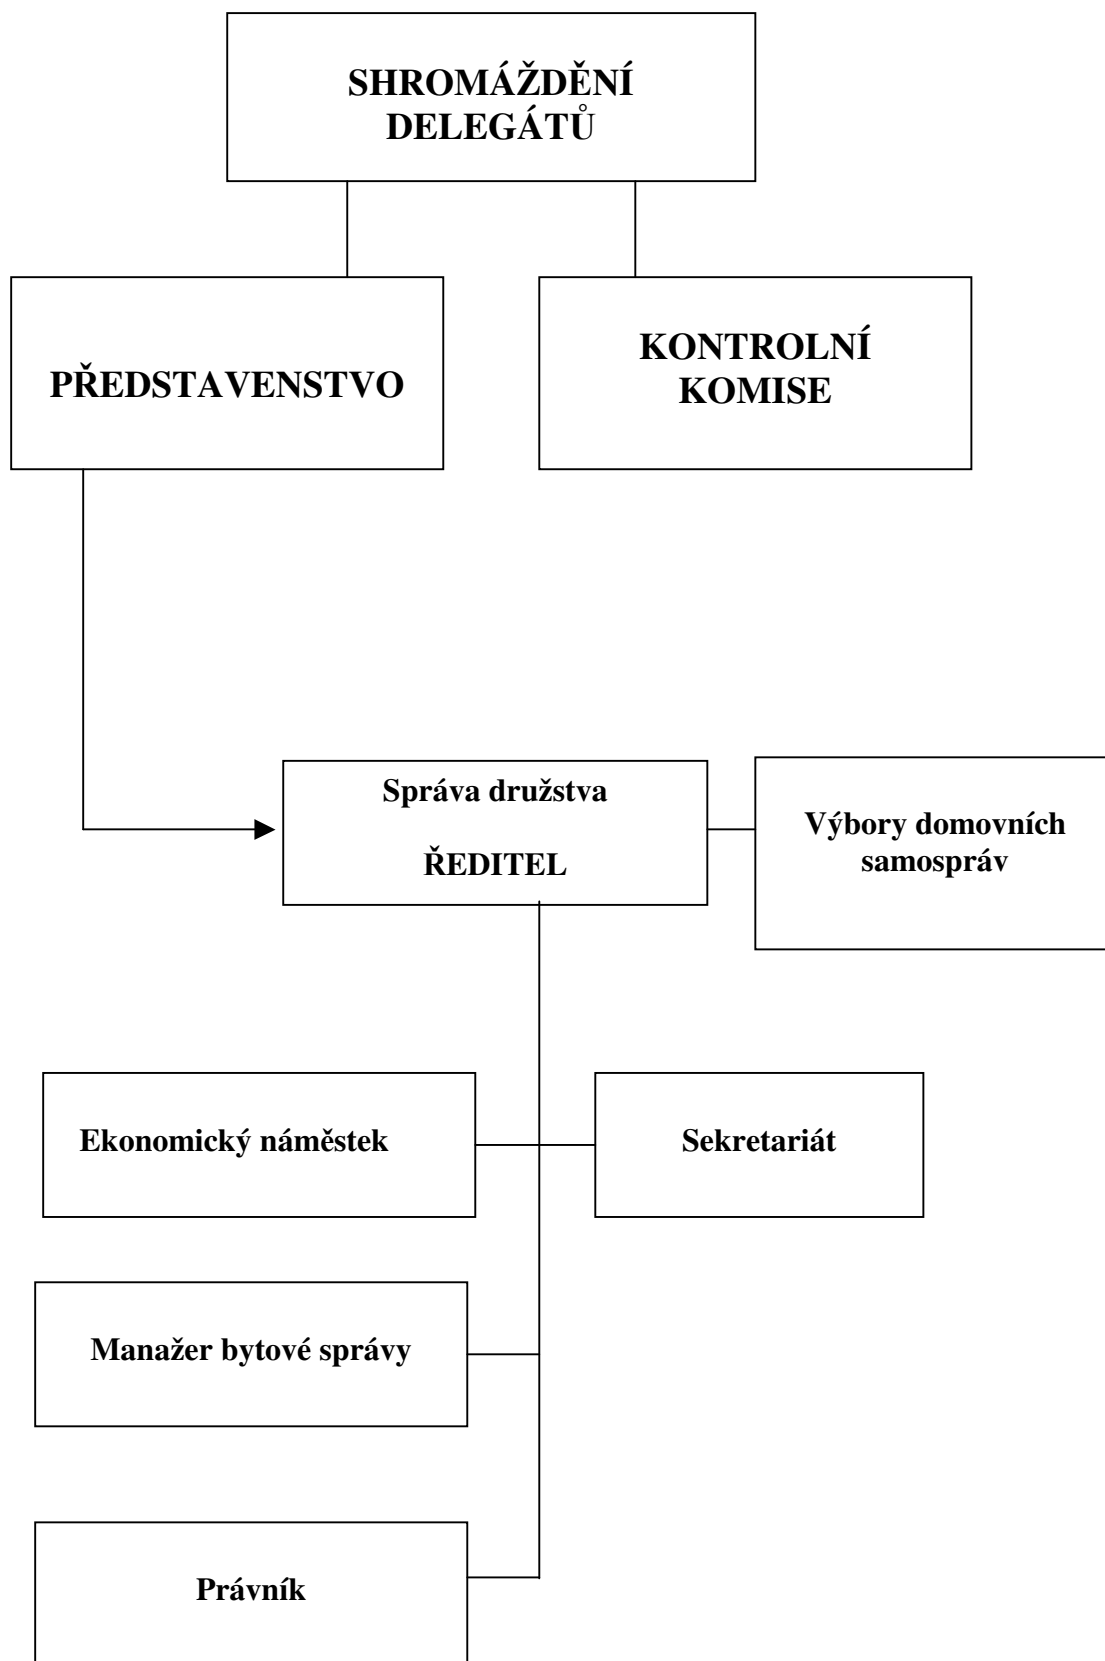 SHROMÁŽDĚNÍ
DELEGÁTŮ
PŘEDSTAVENSTVO
KONTROLNÍ
KOMISE
Správa družstva
ŘEDITEL
Výbory domovních
samospráv
Ekonomický náměstek
Sekretariát
Manažer bytové správy
Právník